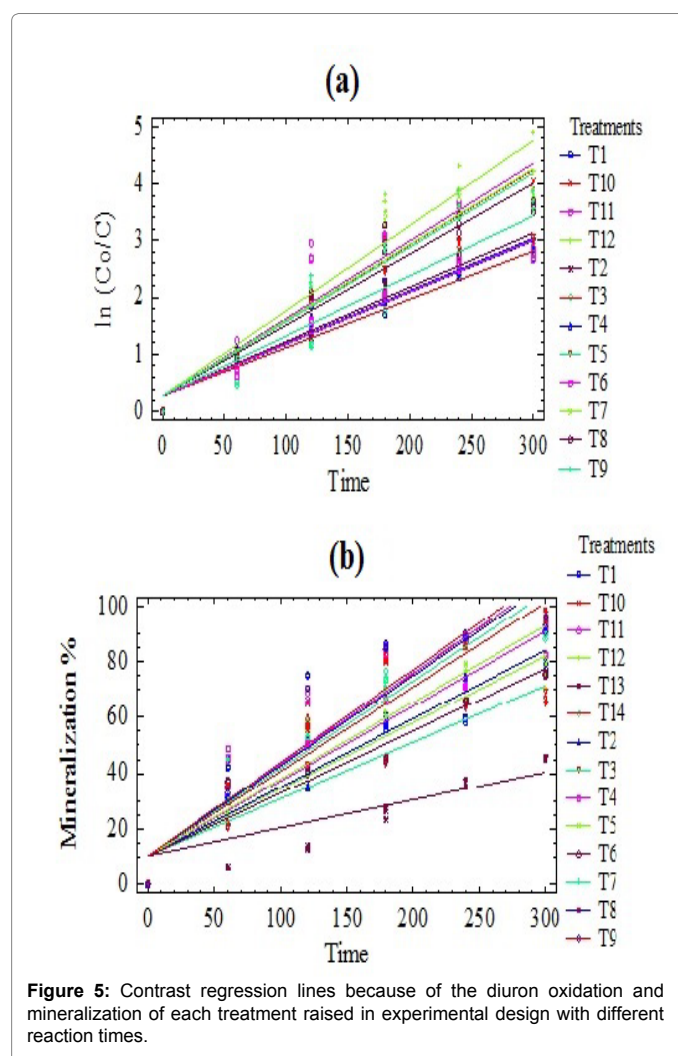 (a)
ln (Co/C)
5
4
3
2
1
0
0 50 100 150 200 250 300
Time
Treatments
T1
T10
T11
T12
T2
T3
T4
T5
T6
T7
T8
T9
(b)
Mineralization %
100
80
60
40
20
0
0 50 100 150 200 250 300
Time
Treatments
T1
T10
T11
T12
T13
T14
T2
T3
T4
T5
T6
T7
T8
T9
Figure 5: Contrast regression lines because of the diuron oxidation and
mineralization of each treatment raised in experimental design with different
reaction times.